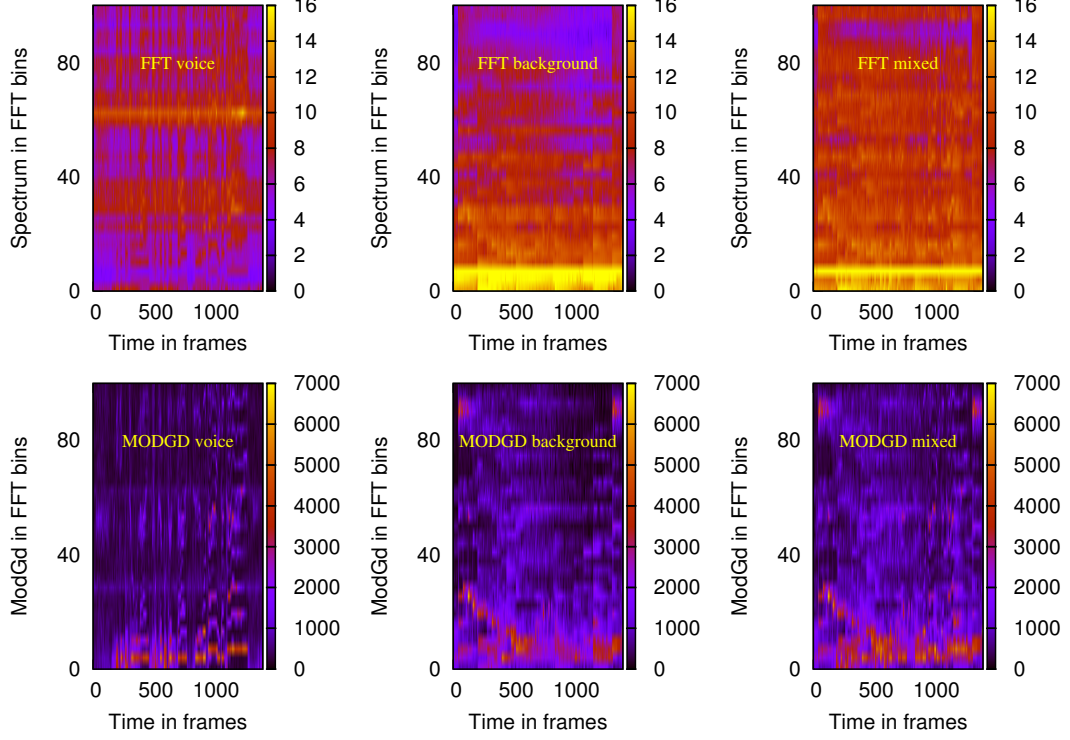 Spectrum in FFT bins
80
40
0
FFT voice
0 500 1000
Time in frames
16
14
12
10
8
6
4
2
0
Spectrum in FFT bins
80
40
0
FFT background
0 500 1000
Time in frames
16
14
12
10
8
6
4
2
0
Spectrum in FFT bins
80
40
0
FFT mixed
0 500 1000
Time in frames
16
14
12
10
8
6
4
2
0
ModGd in FFT bins
80
40
0
MODGD voice
0 500 1000
Time in frames
7000
6000
5000
4000
3000
2000
1000
0
ModGd in FFT bins
80
40
0
MODGD background
0 500 1000
Time in frames
7000
6000
5000
4000
3000
2000
1000
0
ModGd in FFT bins
80
40
0
MODGD mixed
0 500 1000
Time in frames
7000
6000
5000
4000
3000
2000
1000
0